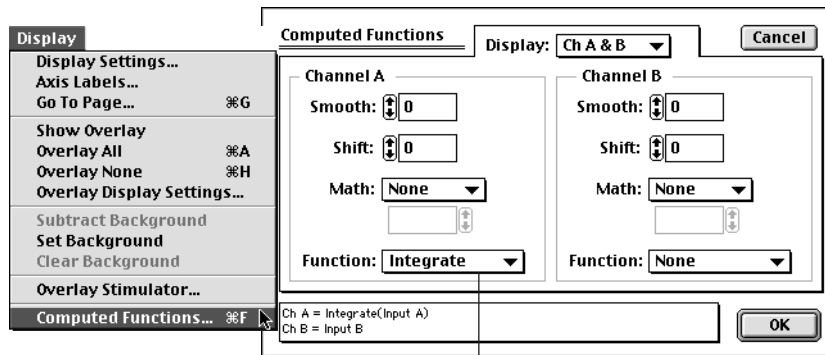 Display
Display Settings...
Axis Labels...
Go To Page... ⌘G
Show Overlay
Overlay All ⌘A
Overlay None ⌘H
Overlay Display Settings...
Subtract Background
Set Background
Clear Background
Overlay Stimulator...
Computed Functions... ⌘F
Computed Functions
Display: Ch A & B
Cancel
Channel A
Smooth: 0
Shift: 0
Math: None
Function: Integrate
Channel B
Smooth: 0
Shift: 0
Math: None
Function: None
Ch A = Integrate(Input A)
Ch B = Input B
OK